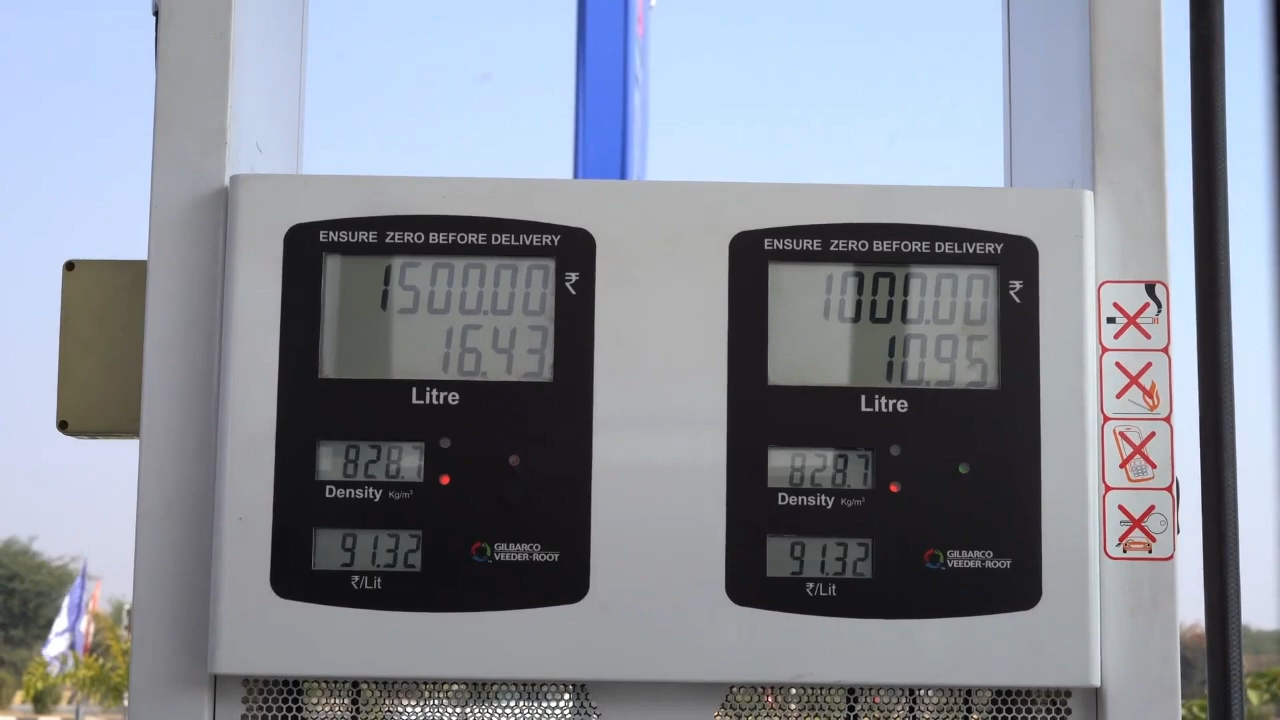 ENSURE ZERO BEFORE DELIVERY
1500.00 ₹
16.43
Litre
828.7
Density Kg/m³
91.32
₹/Lit
GILBARCO
VEEDER-ROOT
ENSURE ZERO BEFORE DELIVERY
1000.00 ₹
10.95
Litre
828.7
Density Kg/m³
91.32
₹/Lit
GILBARCO
VEEDER-ROOT